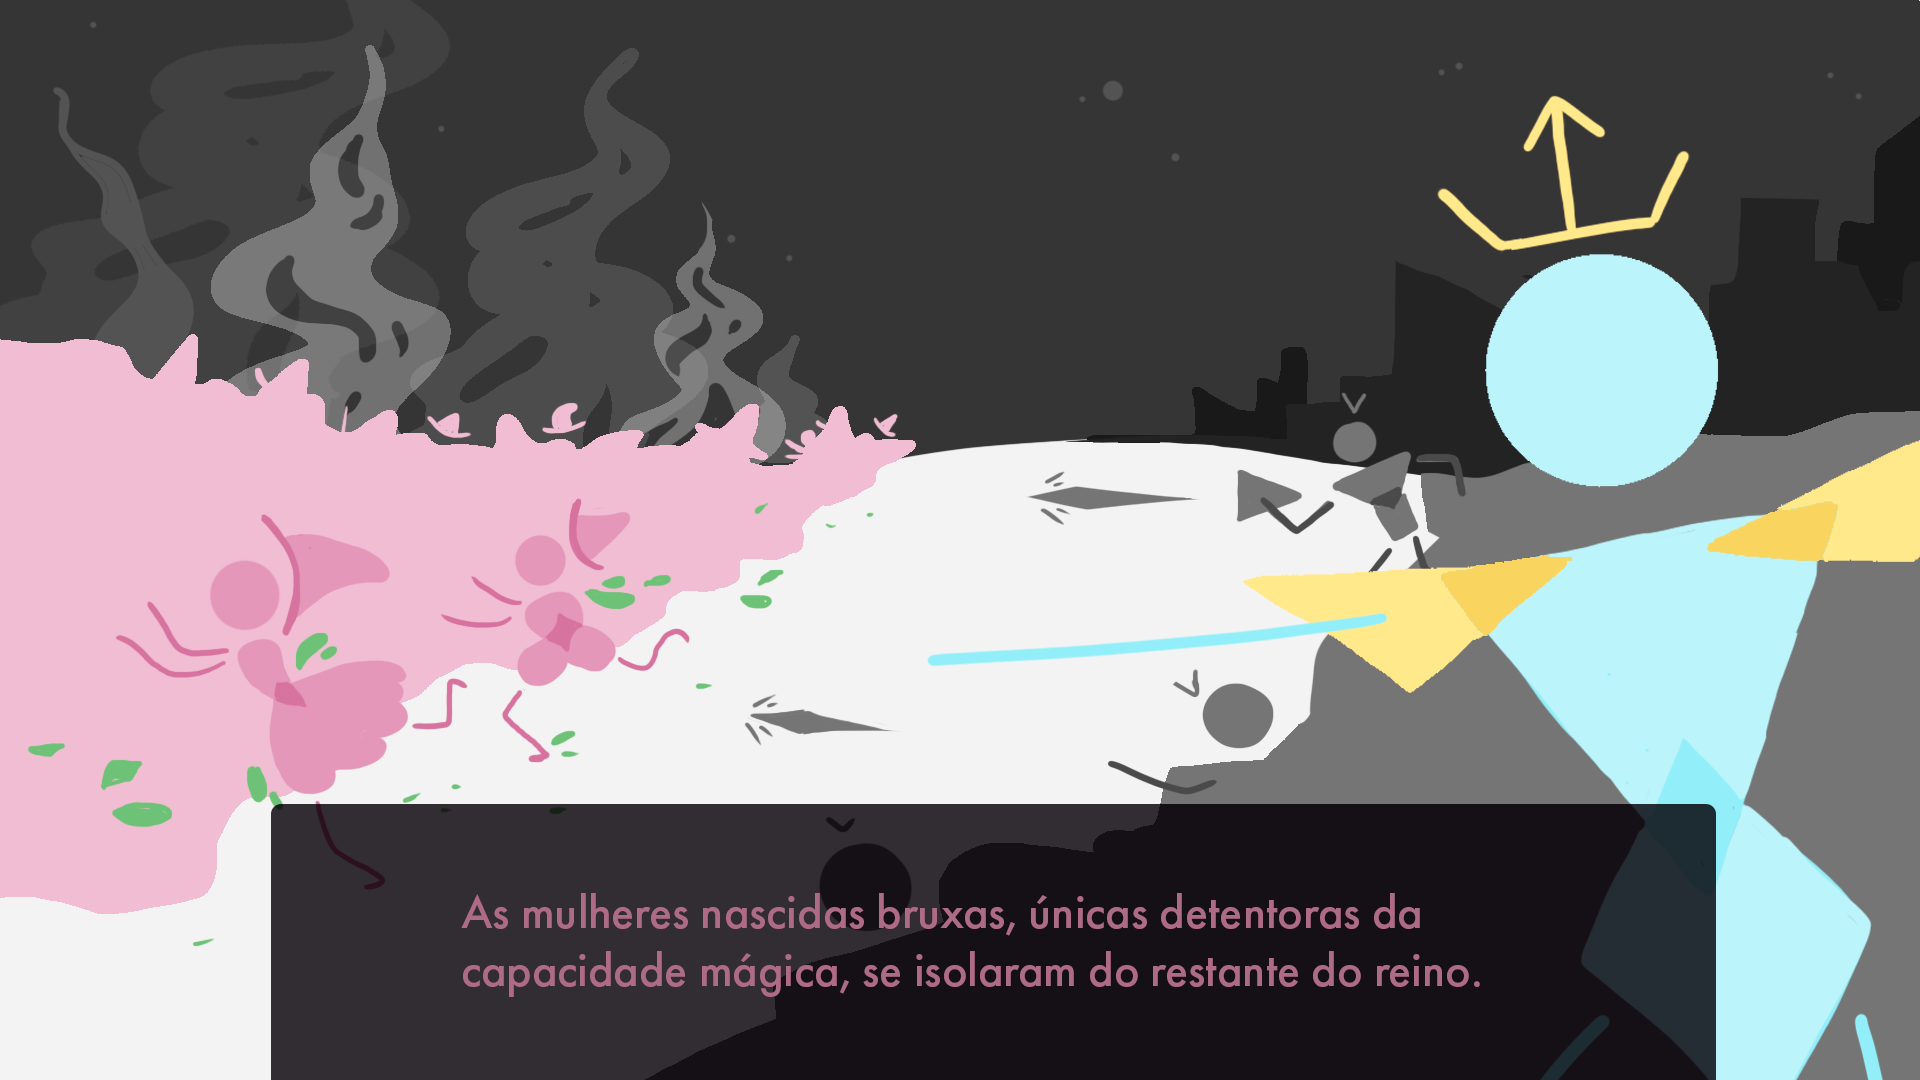 As mulheres nascidas bruxas, únicas detentoras da
capacidade mágica, se isolaram do restante do reino.